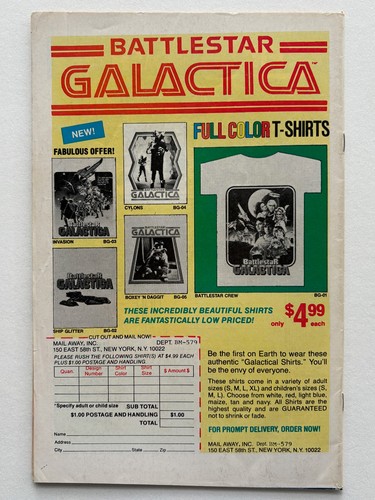 BATTLESTAR
GALACTICA™
NEW!
FABULOUS OFFER!
FULL COLOR T-SHIRTS
Battlestar
GALACTICA
INVASION BG-03
GALACTICA
CYLONS BG-04
Battlestar
GALACTICA
SHIP GLITTER BG-02
GALACTICA
BOXEY 'N DAGGIT BG-05
Battlestar
GALACTICA
BATTLESTAR CREW BG-01
THESE INCREDIBLY BEAUTIFUL SHIRTS
ARE FANTASTICALLY LOW PRICED!
only $4.99 each
CUT OUT AND MAIL NOW!
MAIL AWAY, INC. DEPT. HM-579
150 EAST 58th ST., NEW YORK, N.Y. 10022
PLEASE RUSH THE FOLLOWING SHIRT(S) AT $4.99 EACH
PLUS $1.00 POSTAGE AND HANDLING.
Quan. Design Number Shirt Color Shirt Size $ Amount $
*Specify adult or child size SUB TOTAL
$1.00 POSTAGE AND HANDLING $1.00
TOTAL
Name
Address
City State Zip
Be the first on Earth to wear these
authentic "Galactical Shirts." You'll
be the envy of everyone.
These shirts come in a variety of adult
sizes (S, M, L, XL) and children's sizes (S,
M, L). Choose from white, red, light blue,
maize, tan and navy. All Shirts are the
highest quality and are GUARANTEED
not to shrink or fade.
FOR PROMPT DELIVERY, ORDER NOW!
MAIL AWAY, INC. Dept. HM-579
150 EAST 58th ST., NEW YORK, N.Y. 10022